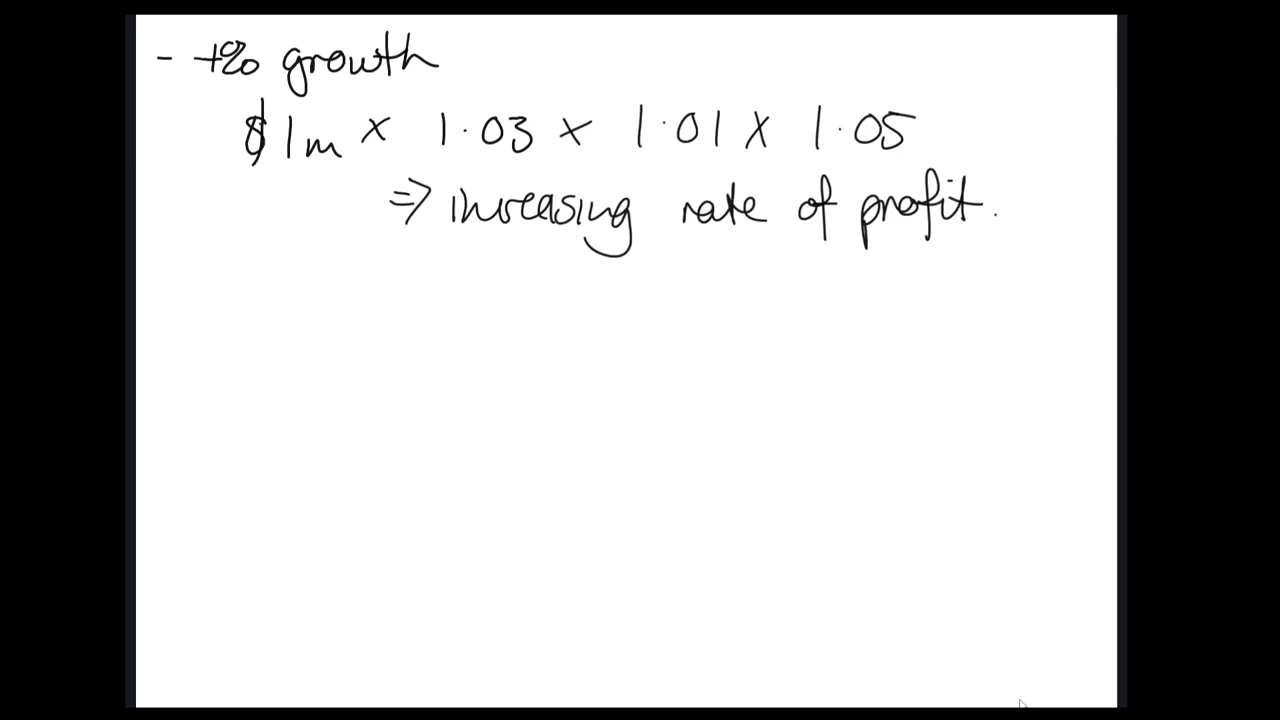 - +% growth
$1m × 1.03 × 1.01 × 1.05
⇒ increasing rate of profit.